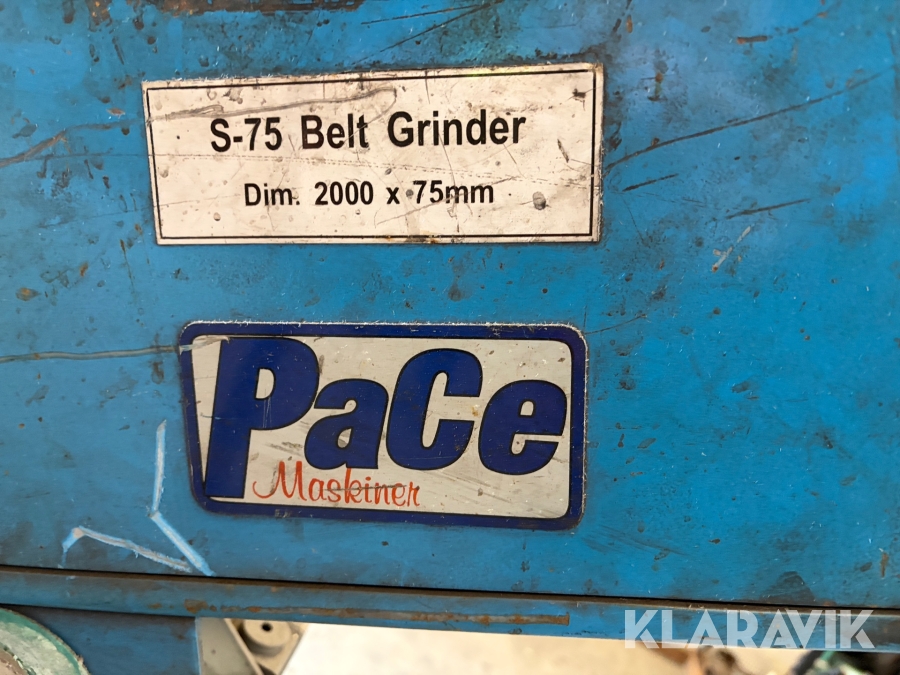 S-75 Belt Grinder
Dim. 2000 x 75mm
PaCe
Maskiner
KLARAVIK